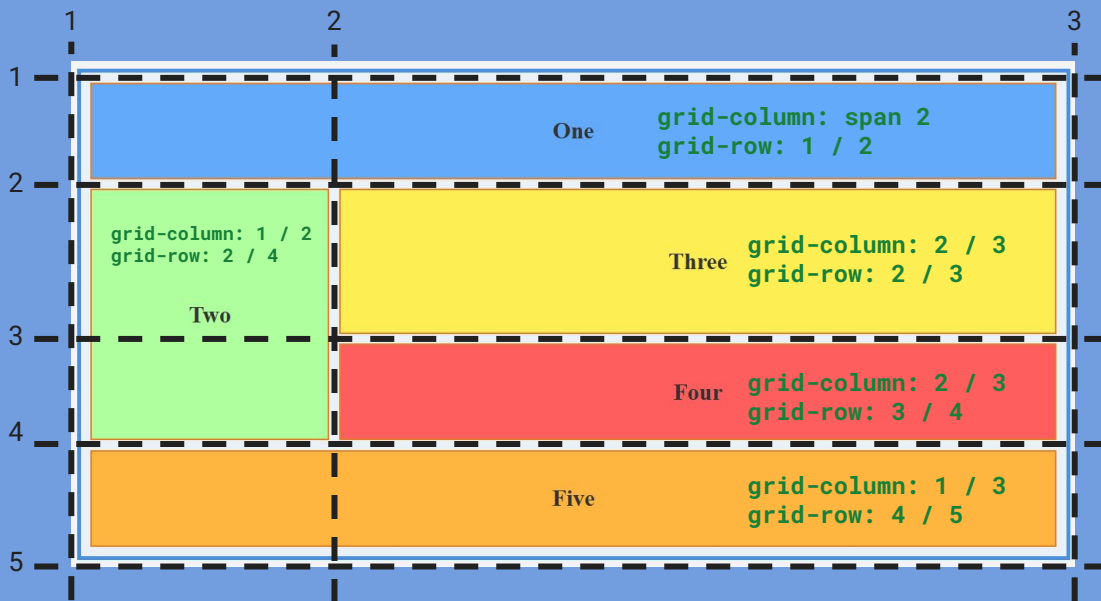 1 2 3
1
One
grid-column: span 2
grid-row: 1 / 2
2
grid-column: 1 / 2
grid-row: 2 / 4
Two
Three
grid-column: 2 / 3
grid-row: 2 / 3
3
Four
grid-column: 2 / 3
grid-row: 3 / 4
4
Five
grid-column: 1 / 3
grid-row: 4 / 5
5